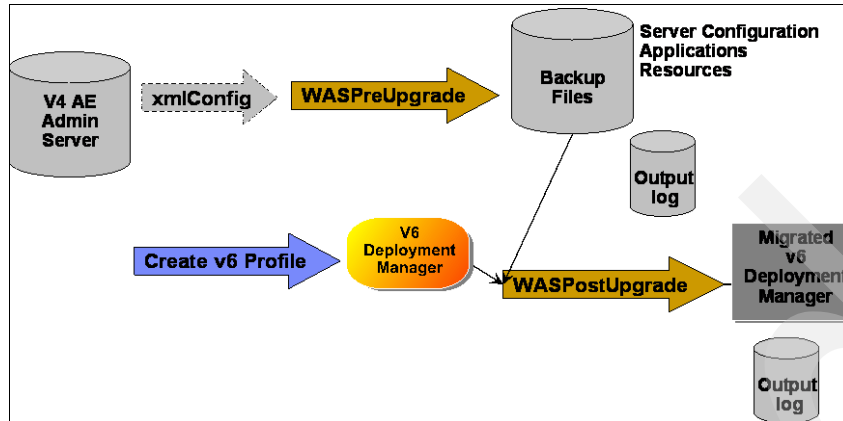 Server Configuration
Applications
Resources
V4 AE
Admin
Server
xmlConfig
WASPreUpgrade
Backup
Files
Output
log
Create v6 Profile
V6
Deployment
Manager
WASPostUpgrade
Migrated
v6
Deployment
Manager
Output
log